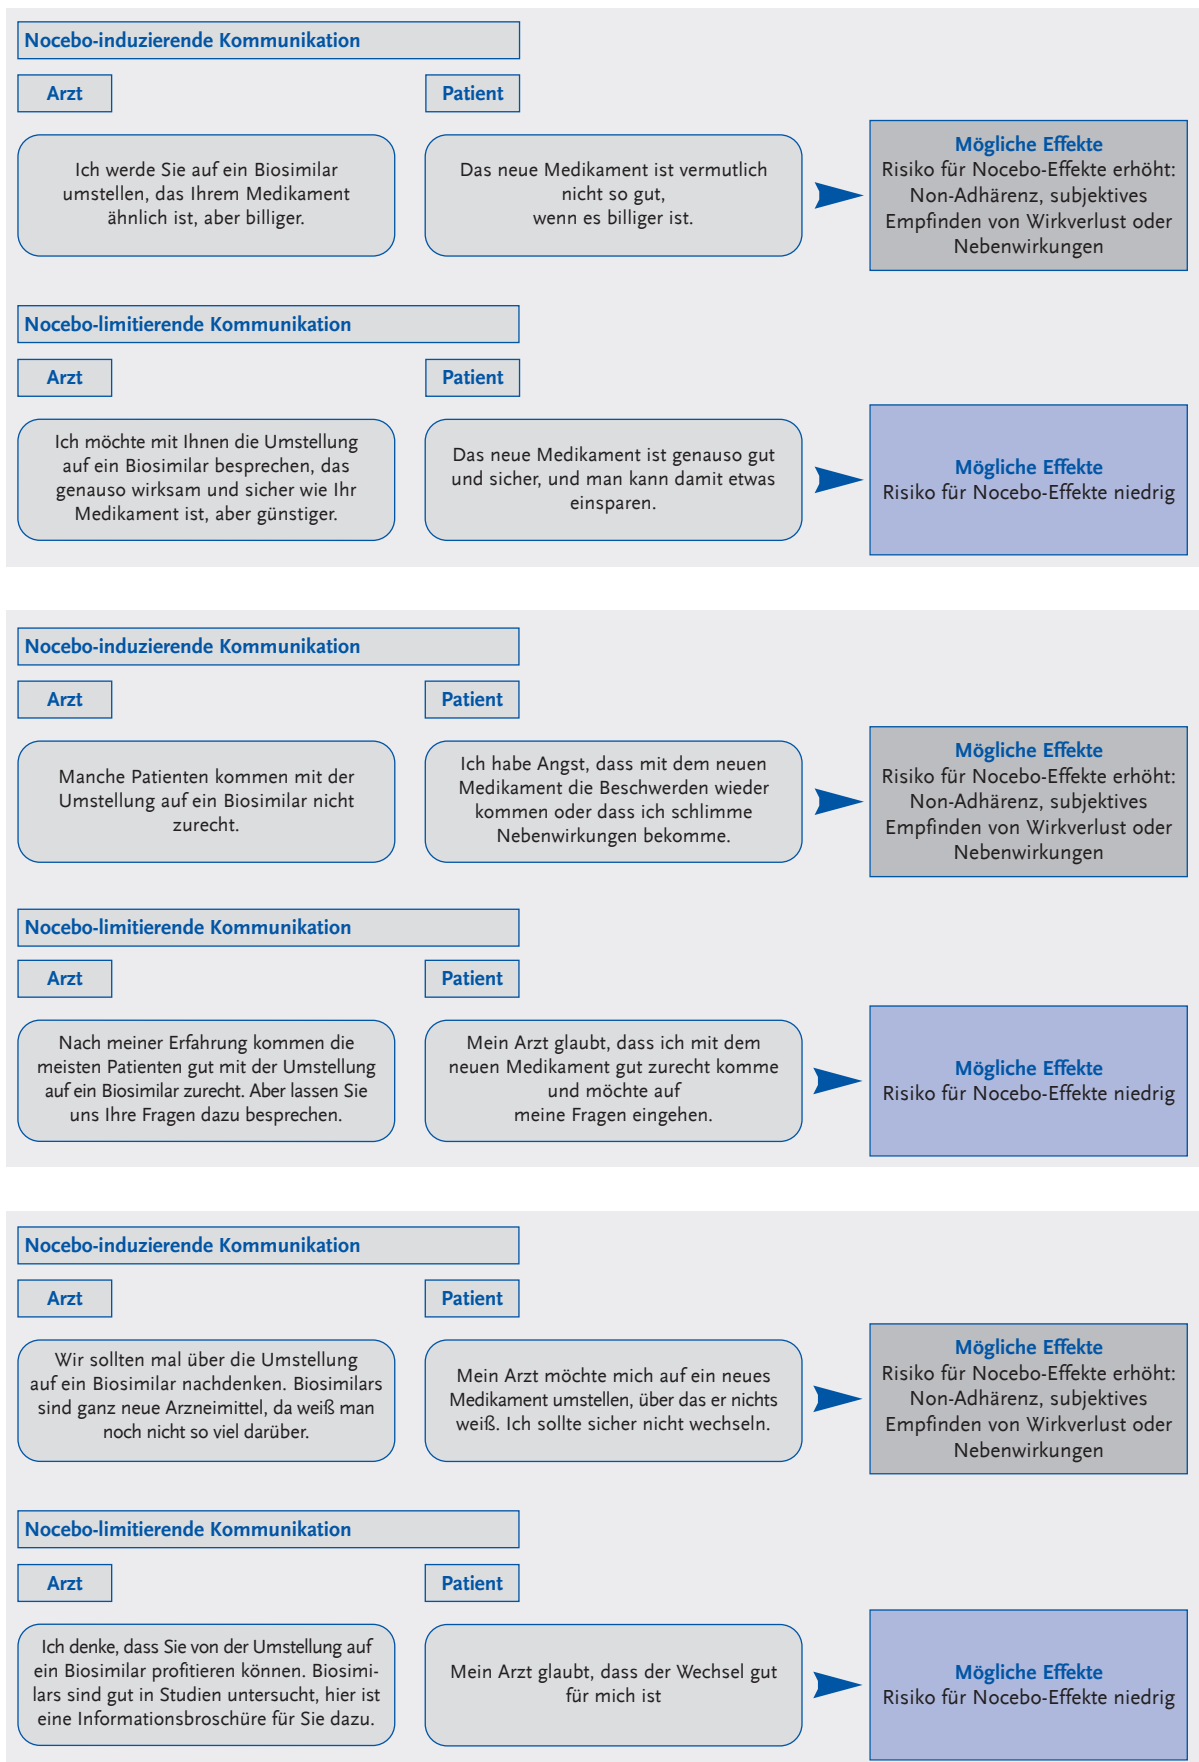 Nocebo-induzierende Kommunikation
Arzt
Patient
Ich werde Sie auf ein Biosimilar
umstellen, das Ihrem Medikament
ähnlich ist, aber billiger.
Das neue Medikament ist vermutlich
nicht so gut,
wenn es billiger ist.
Mögliche Effekte
Risiko für Nocebo-Effekte erhöht:
Non-Adhärenz, subjektives
Empfinden von Wirkverlust oder
Nebenwirkungen
Nocebo-limitierende Kommunikation
Arzt
Patient
Ich möchte mit Ihnen die Umstellung
auf ein Biosimilar besprechen, das
genauso wirksam und sicher wie Ihr
Medikament ist, aber günstiger.
Das neue Medikament ist genauso gut
und sicher, und man kann damit etwas
einsparen.
Mögliche Effekte
Risiko für Nocebo-Effekte niedrig
Nocebo-induzierende Kommunikation
Arzt
Patient
Manche Patienten kommen mit der
Umstellung auf ein Biosimilar nicht
zurecht.
Ich habe Angst, dass mit dem neuen
Medikament die Beschwerden wieder
kommen oder dass ich schlimme
Nebenwirkungen bekomme.
Mögliche Effekte
Risiko für Nocebo-Effekte erhöht:
Non-Adhärenz, subjektives
Empfinden von Wirkverlust oder
Nebenwirkungen
Nocebo-limitierende Kommunikation
Arzt
Patient
Nach meiner Erfahrung kommen die
meisten Patienten gut mit der Umstellung
auf ein Biosimilar zurecht. Aber lassen Sie
uns Ihre Fragen dazu besprechen.
Mein Arzt glaubt, dass ich mit dem
neuen Medikament gut zurecht komme
und möchte auf
meine Fragen eingehen.
Mögliche Effekte
Risiko für Nocebo-Effekte niedrig
Nocebo-induzierende Kommunikation
Arzt
Patient
Wir sollten mal über die Umstellung
auf ein Biosimilar nachdenken. Biosimilars
sind ganz neue Arzneimittel, da weiß man
noch nicht so viel darüber.
Mein Arzt möchte mich auf ein neues
Medikament umstellen, über das er nichts
weiß. Ich sollte sicher nicht wechseln.
Mögliche Effekte
Risiko für Nocebo-Effekte erhöht:
Non-Adhärenz, subjektives
Empfinden von Wirkverlust oder
Nebenwirkungen
Nocebo-limitierende Kommunikation
Arzt
Patient
Ich denke, dass Sie von der Umstellung auf
ein Biosimilar profitieren können. Biosimi-
lars sind gut in Studien untersucht, hier ist
eine Informationsbroschüre für Sie dazu.
Mein Arzt glaubt, dass der Wechsel gut
für mich ist
Mögliche Effekte
Risiko für Nocebo-Effekte niedrig